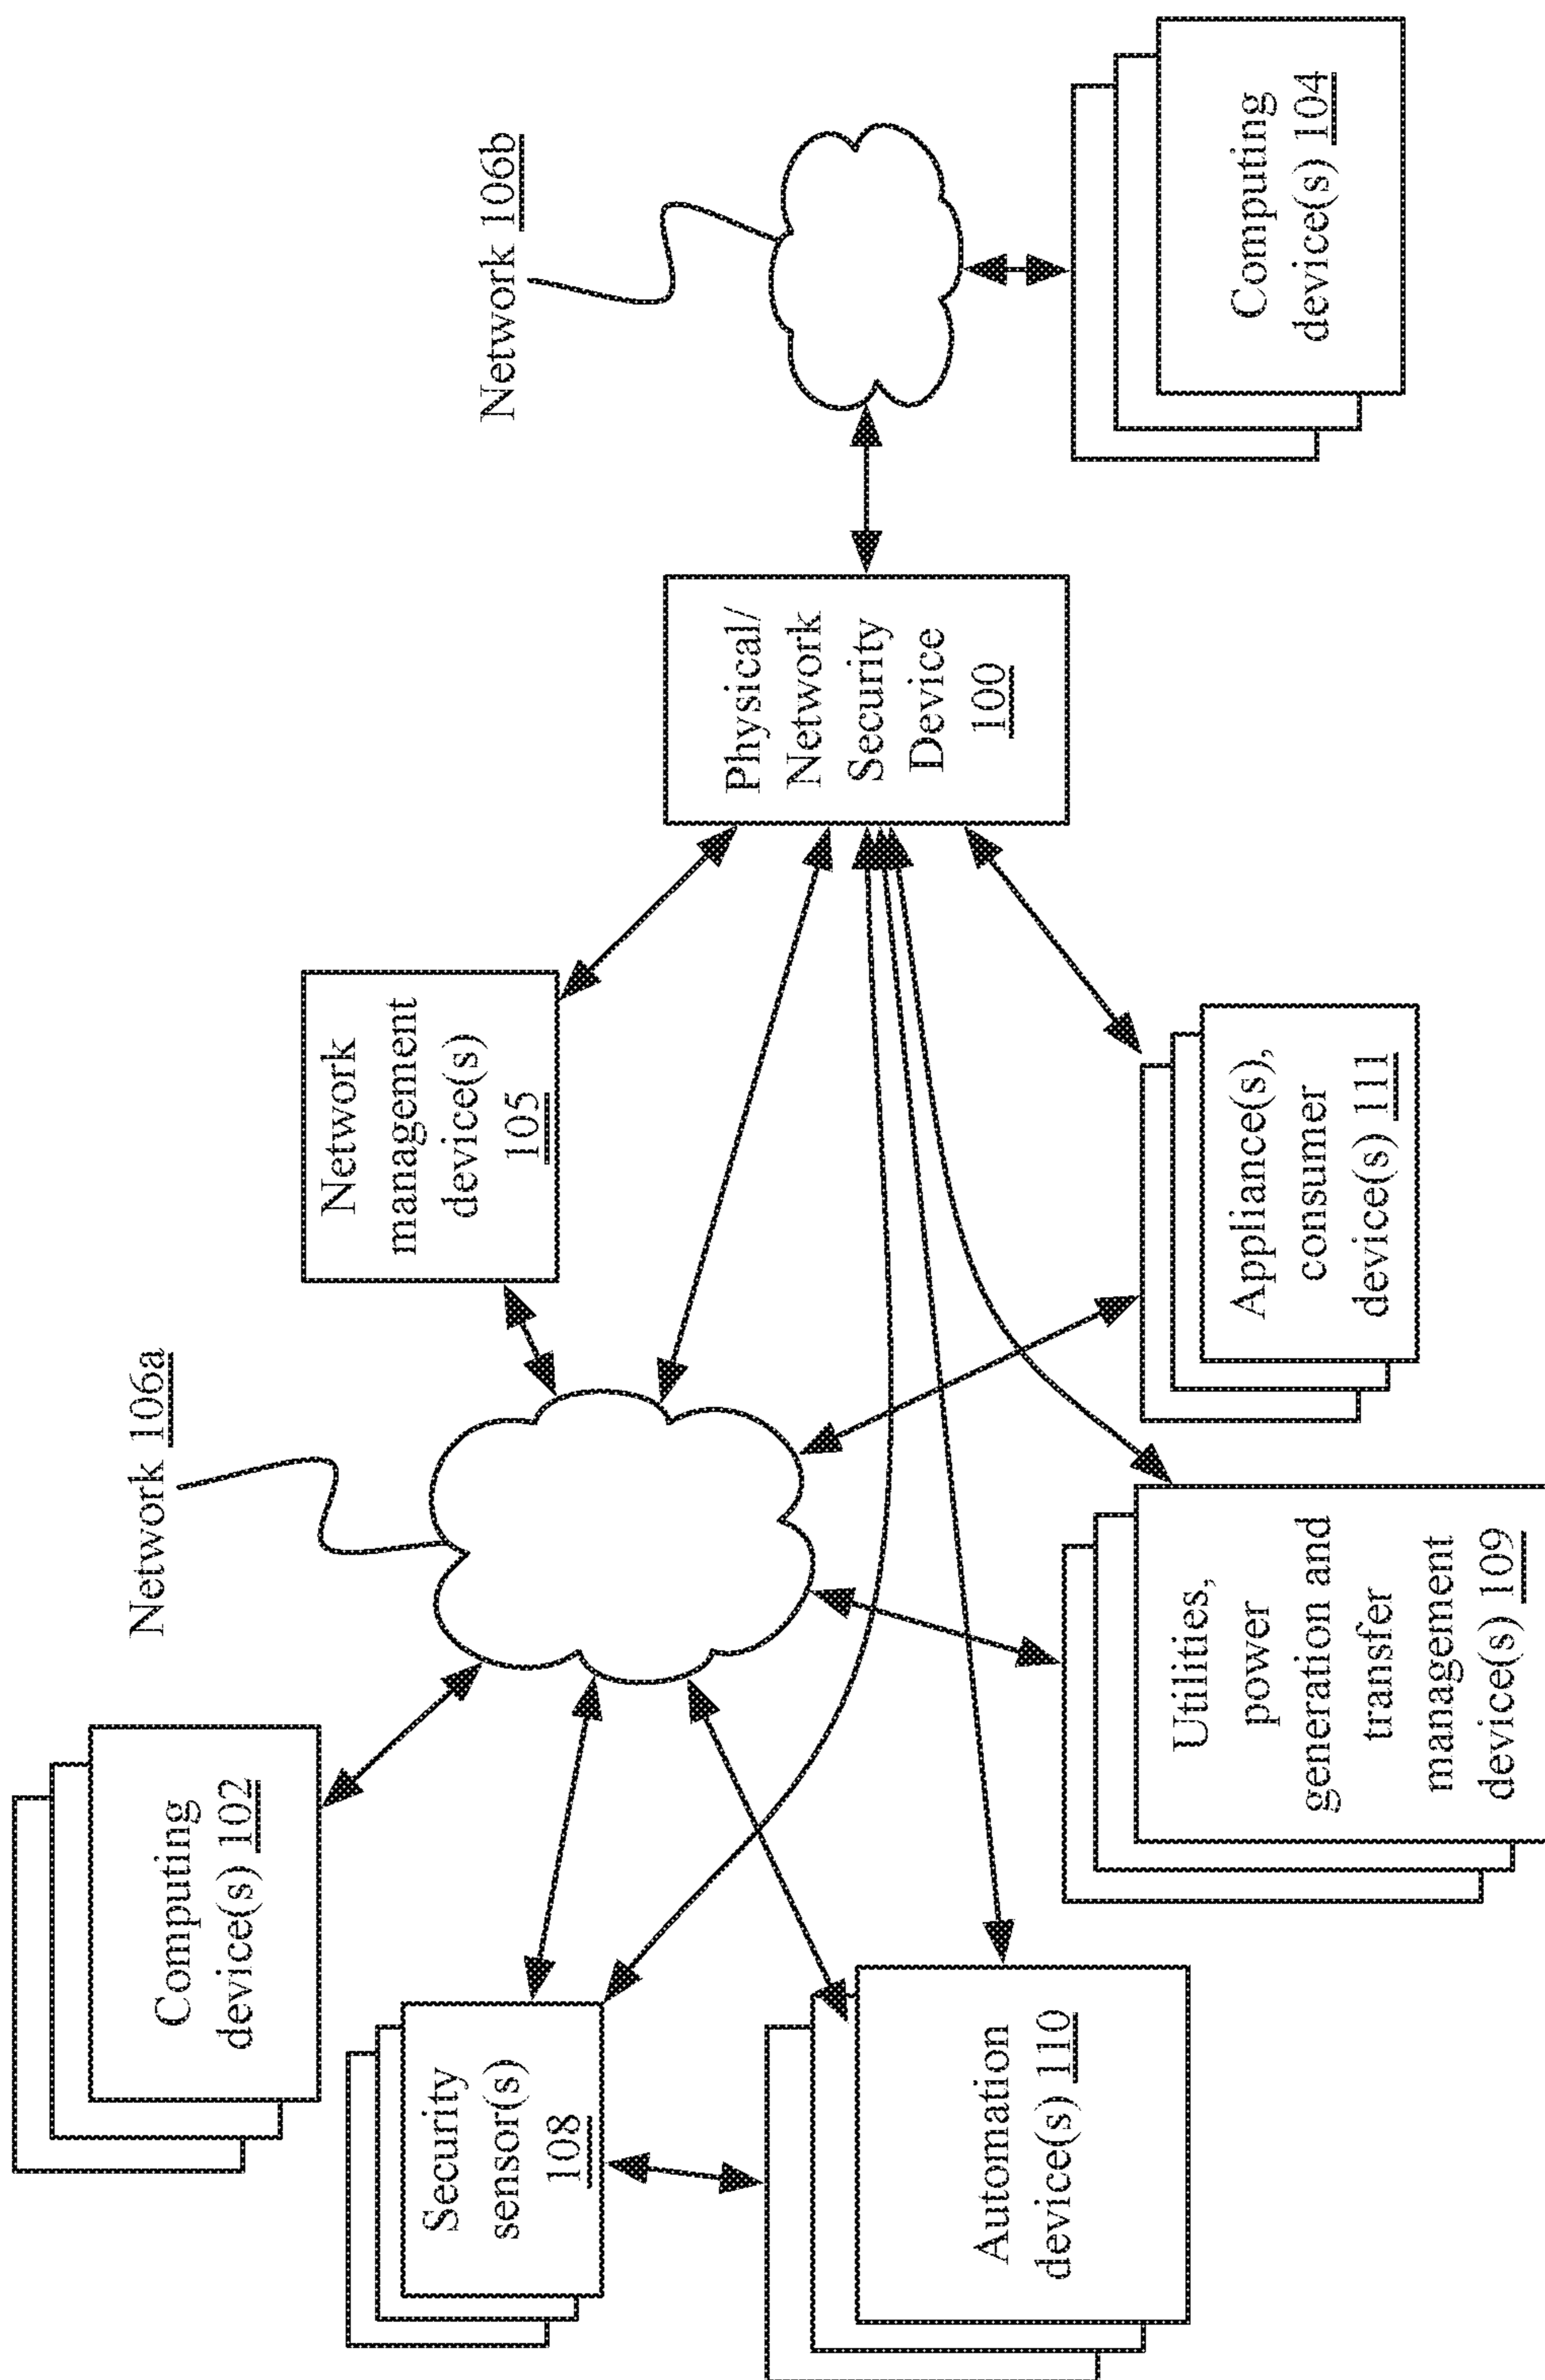 Computing
device(s) 102
Network 106a
Network
management
device(s)
105
Network 106b
Security
sensor(s)
108
Physical/
Network
Security
Device
100
Automation
device(s) 110
Utilities,
power
generation and
transfer
management
device(s) 109
Appliance(s),
consumer
device(s) 111
Computing
device(s) 104